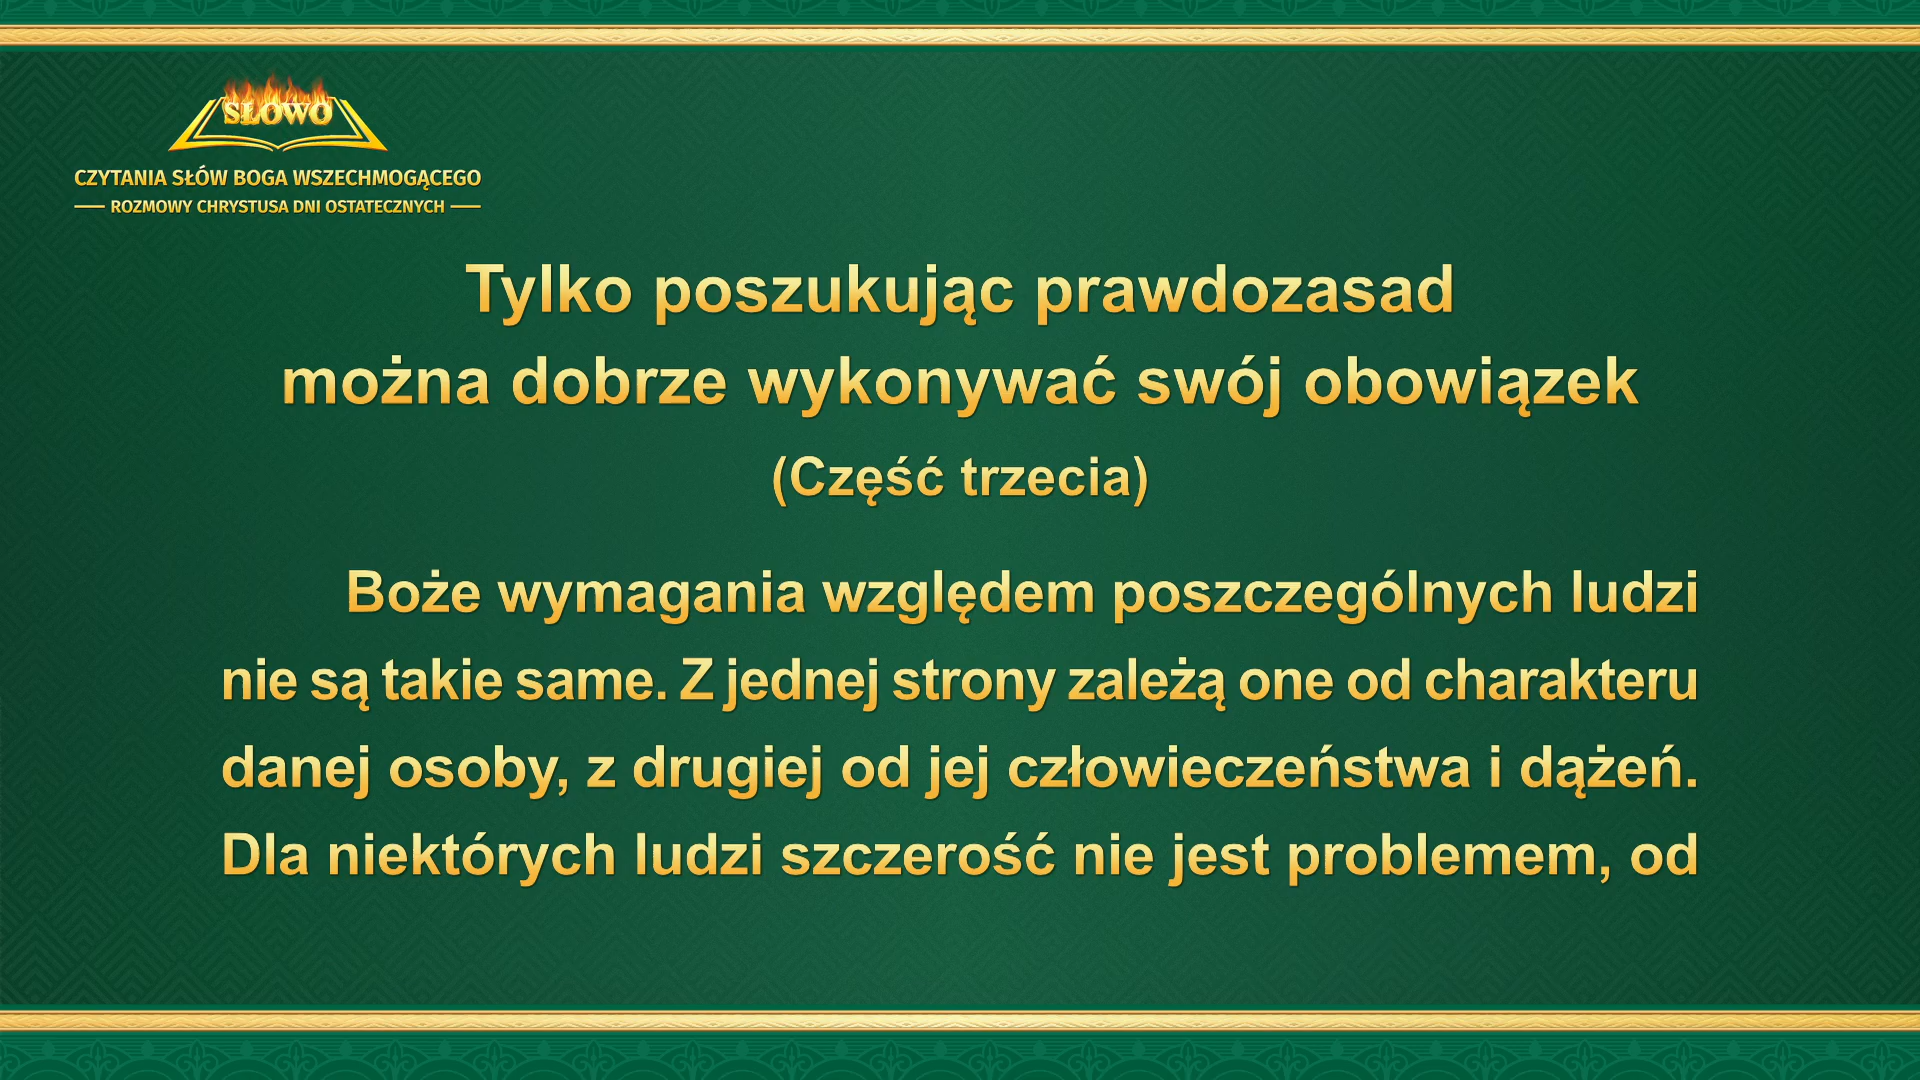 SŁOWO
CZYTANIA SŁÓW BOGA WSZECHMOGĄCEGO
ROZMOWY CHRYSTUSA DNI OSTATECZNYCH
Tylko poszukując prawdozasad
można dobrze wykonywać swój obowiązek
(Część trzecia)
Boże wymagania względem poszczególnych ludzi
nie są takie same. Z jednej strony zależą one od charakteru
danej osoby, z drugiej od jej człowieczeństwa i dążeń.
Dla niektórych ludzi szczerość nie jest problemem, od